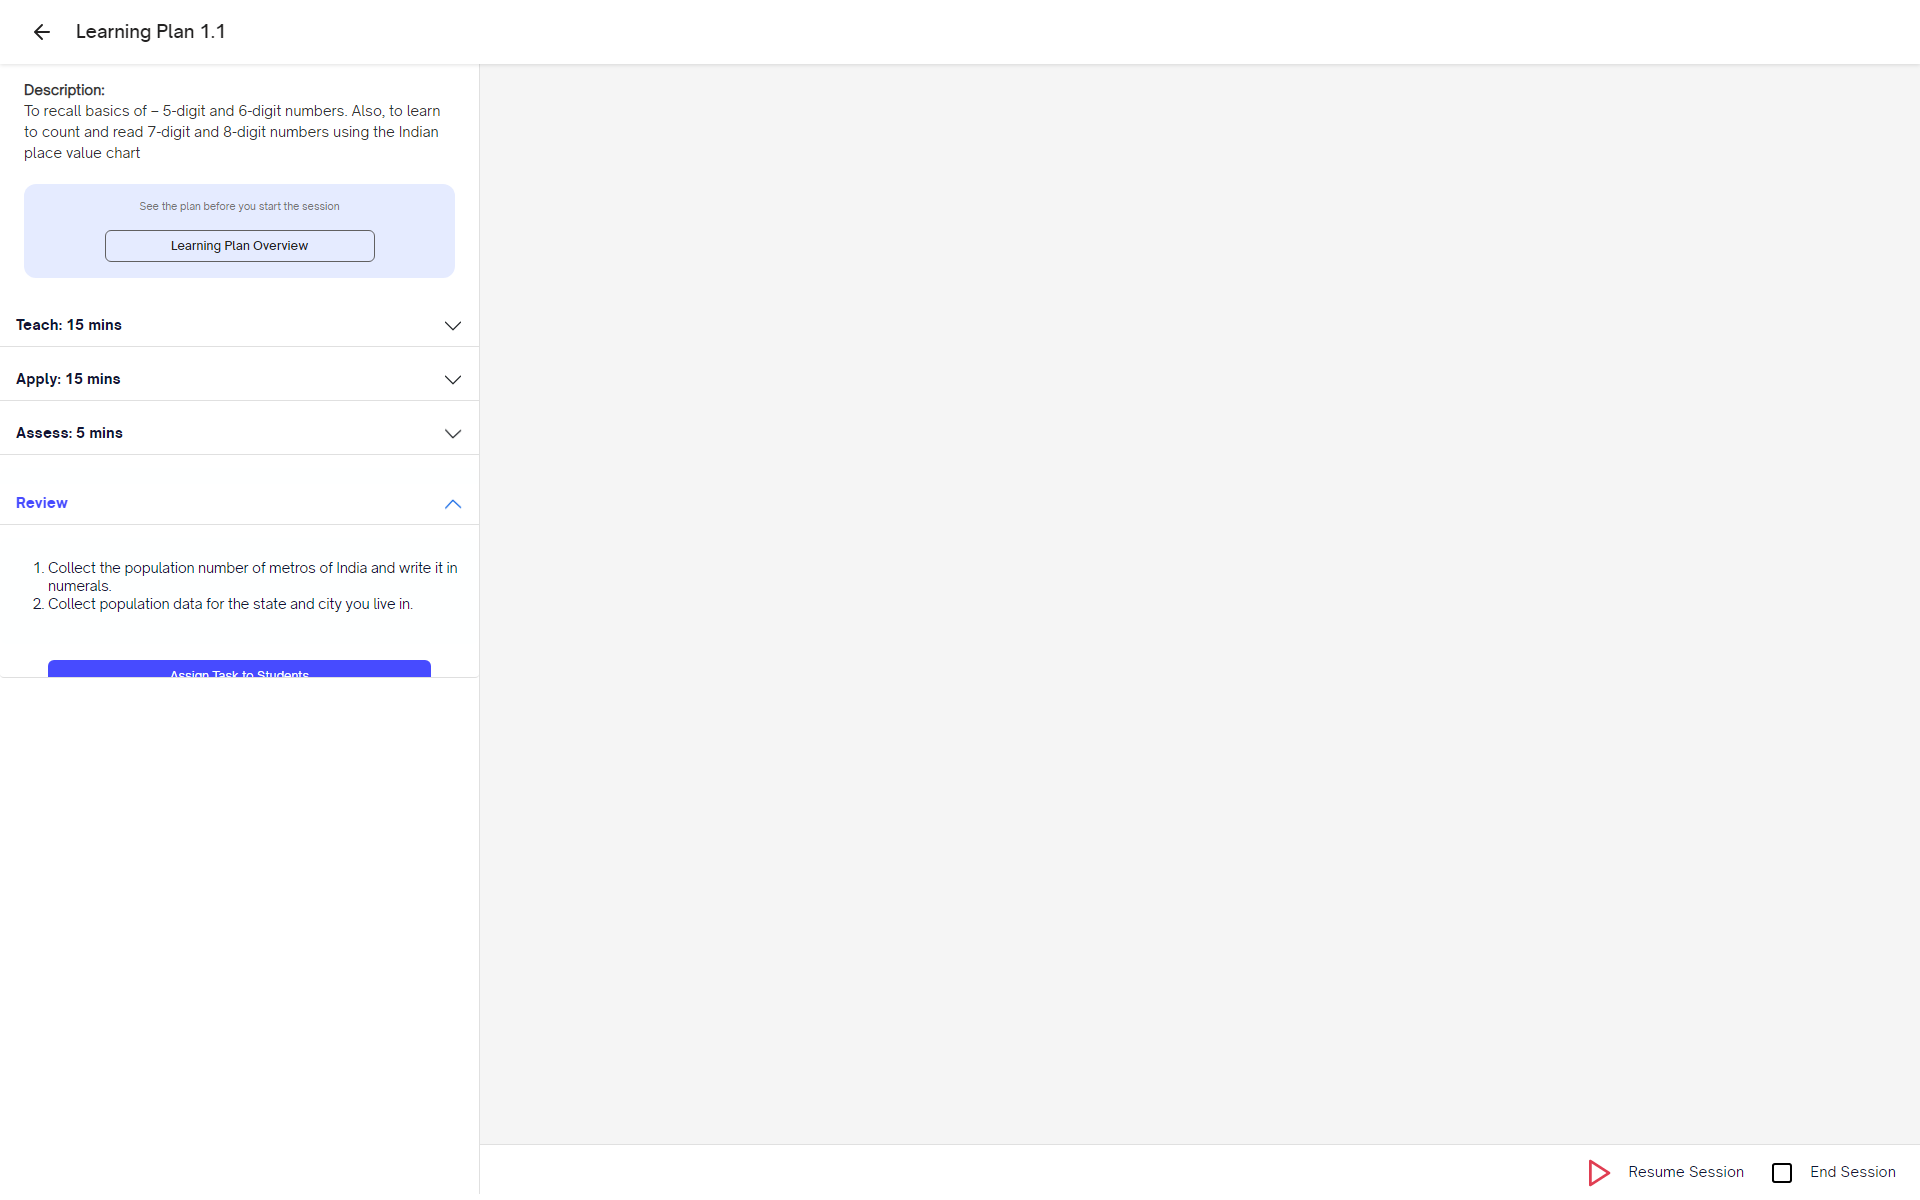 Learning Plan 1.1
Description:
To recall basics of – 5-digit and 6-digit numbers. Also, to learn
to count and read 7-digit and 8-digit numbers using the Indian
place value chart
See the plan before you start the session
Learning Plan Overview
Teach: 15 mins
Apply: 15 mins
Assess: 5 mins
Review
1. Collect the population number of metros of India and write it in
numerals.
2. Collect population data for the state and city you live in.
Assign Task to Students
Resume Session
End Session